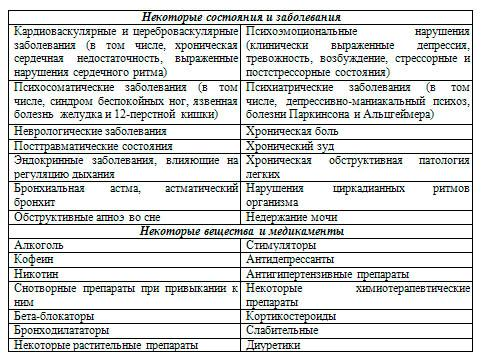 Некоторые состояния и заболевания
Кардиоваскулярные и цереброваскулярные
заболевания (в том числе, хроническая
сердечная недостаточность, выраженные
нарушения сердечного ритма)
Психоэмоциональные нарушения
(клинически выраженные депрессия,
тревожность, возбуждение, стрессорные и
постстрессорные состояния)
Психосоматические заболевания (в том
числе, синдром беспокойных ног, язвенная
болезнь желудка и 12-перстной кишки)
Психиатрические заболевания (в том
числе, депрессивно-маниакальный психоз,
болезни Паркинсона и Альцгеймера)
Неврологические заболевания
Хроническая боль
Посттравматические состояния
Хронический зуд
Эндокринные заболевания, влияющие на
регуляцию дыхания
Хроническая обструктивная патология
легких
Бронхиальная астма, астматический
бронхит
Нарушения циркадианных ритмов
организма
Обструктивные апноэ во сне
Недержание мочи
Некоторые вещества и медикаменты
Алкоголь
Стимуляторы
Кофеин
Антидепрессанты
Никотин
Антигипертензивные препараты
Снотворные препараты при привыкании к
ним
Некоторые химиотерапевтические
препараты
Бета-блокаторы
Кортикостероиды
Бронходилататоры
Слабительные
Некоторые растительные препараты
Диуретики